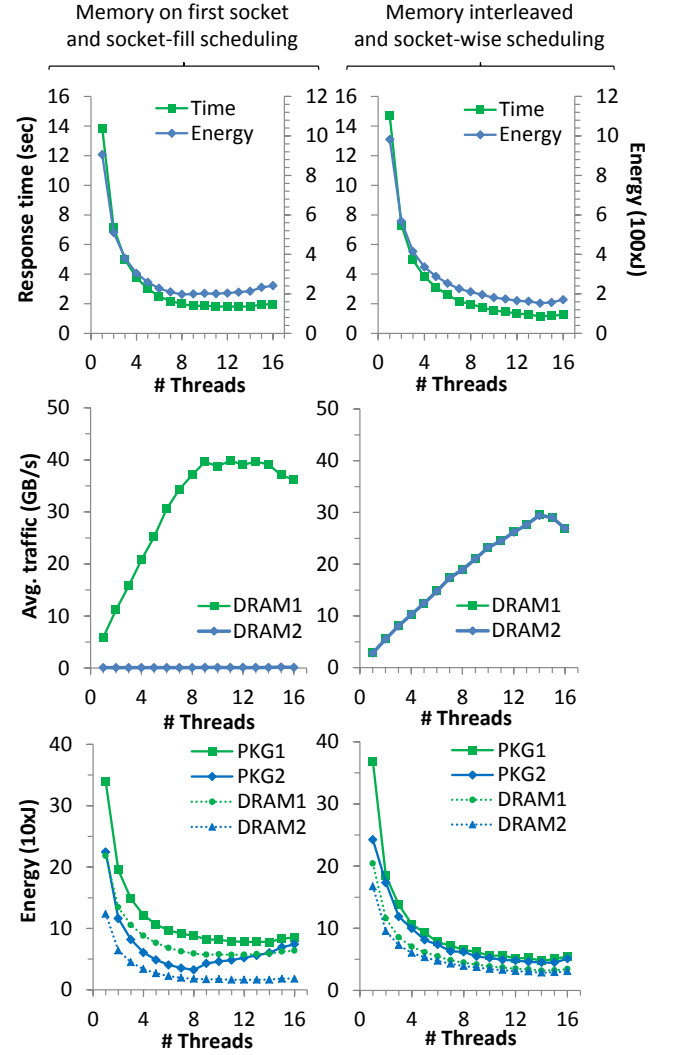 Memory on first socket
and socket-fill scheduling
Memory interleaved
and socket-wise scheduling
Response time (sec)
16
14
12
10
8
6
4
2
0
Time
Energy
12
10
8
6
4
2
0
0 4 8 12 16
# Threads
16
14
12
10
8
6
4
2
0
Time
Energy
12
10
8
6
4
2
0
Energy (100xJ)
0 4 8 12 16
# Threads
Avg. traffic (GB/s)
50
40
30
20
10
0
DRAM1
DRAM2
0 4 8 12 16
# Threads
50
40
30
20
10
0
DRAM1
DRAM2
0 4 8 12 16
# Threads
Energy (10xJ)
40
30
20
10
0
PKG1
PKG2
DRAM1
DRAM2
0 4 8 12 16
# Threads
40
30
20
10
0
PKG1
PKG2
DRAM1
DRAM2
0 4 8 12 16
# Threads